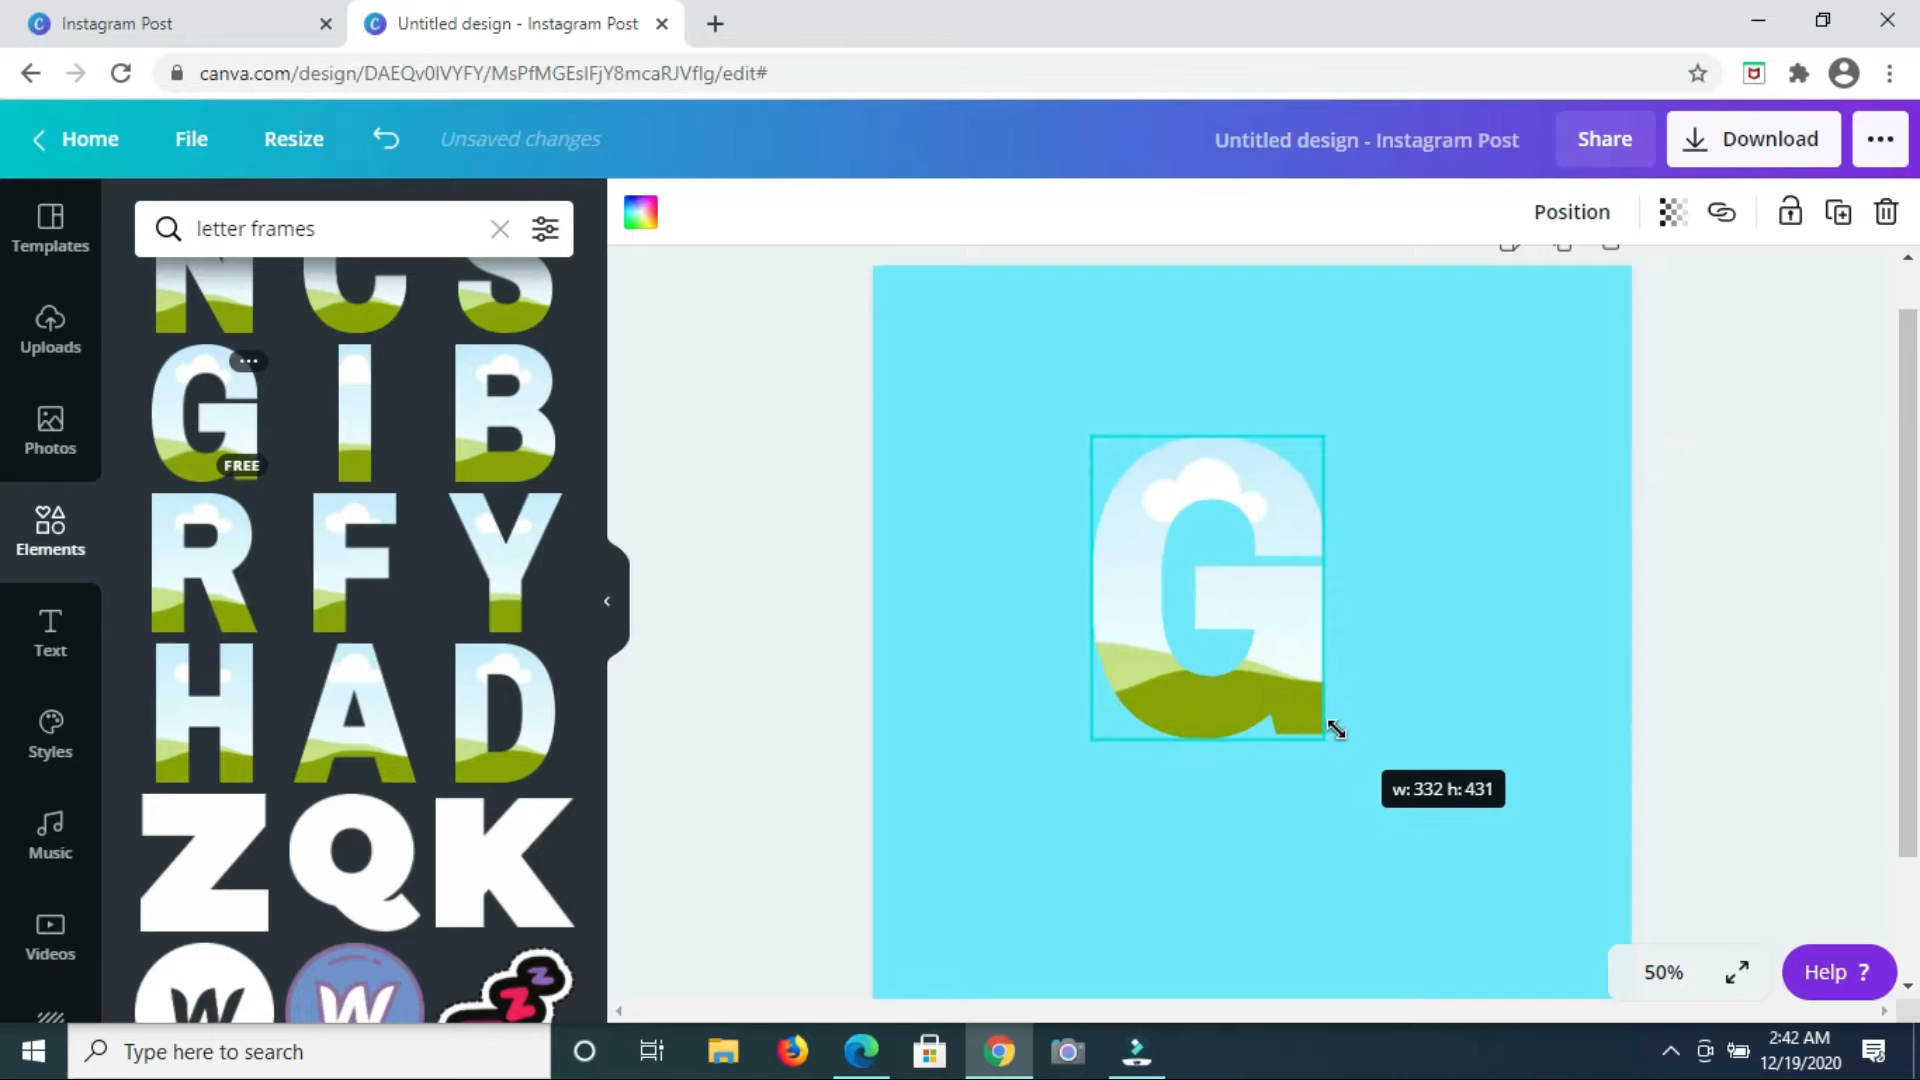 Instagram Post
Untitled design - Instagram Post
canva.com/design/DAEQv0lVYFY/MsPfMGEsIFjY8mcaRJVfIg/edit#
Home
File
Resize
Unsaved changes
Untitled design - Instagram Post
Share
Download
Templates
Uploads
Photos
Elements
Text
Styles
Music
Videos
letter frames
N C S
G I B
FREE
R F Y
H A D
Z Q K
W W Z Z
Position
G
w: 332 h: 431
50%
Help ?
Type here to search
2:42 AM
12/19/2020